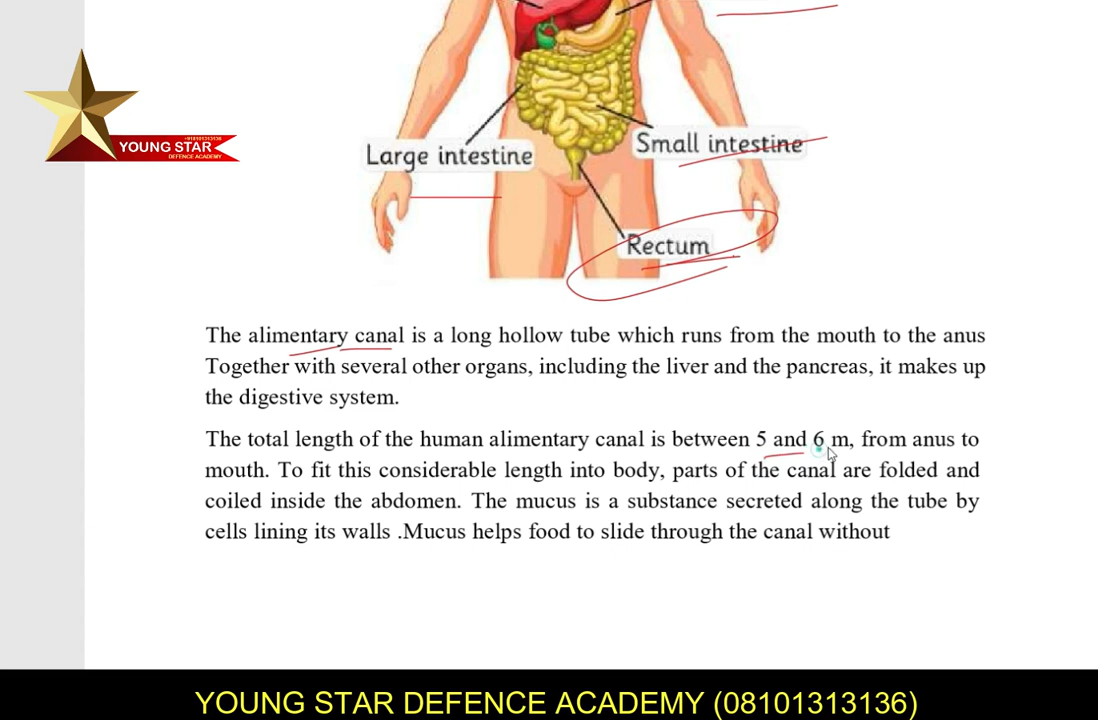 +918101313136
YOUNG STAR
DEFENCE ACADEMY
Large intestine
Small intestine
Rectum
The alimentary canal is a long hollow tube which runs from the mouth to the anus
Together with several other organs, including the liver and the pancreas, it makes up
the digestive system.
The total length of the human alimentary canal is between 5 and 6 m, from anus to
mouth. To fit this considerable length into body, parts of the canal are folded and
coiled inside the abdomen. The mucus is a substance secreted along the tube by
cells lining its walls .Mucus helps food to slide through the canal without
YOUNG STAR DEFENCE ACADEMY (08101313136)